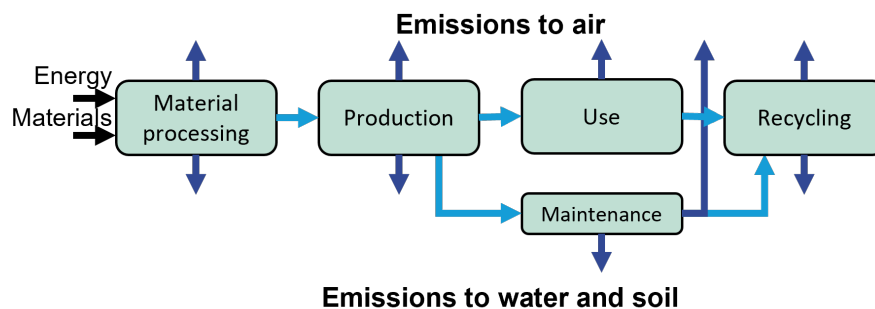 Emissions to air
Energy
Materials
Material
processing
Production
Use
Recycling
Maintenance
Emissions to water and soil